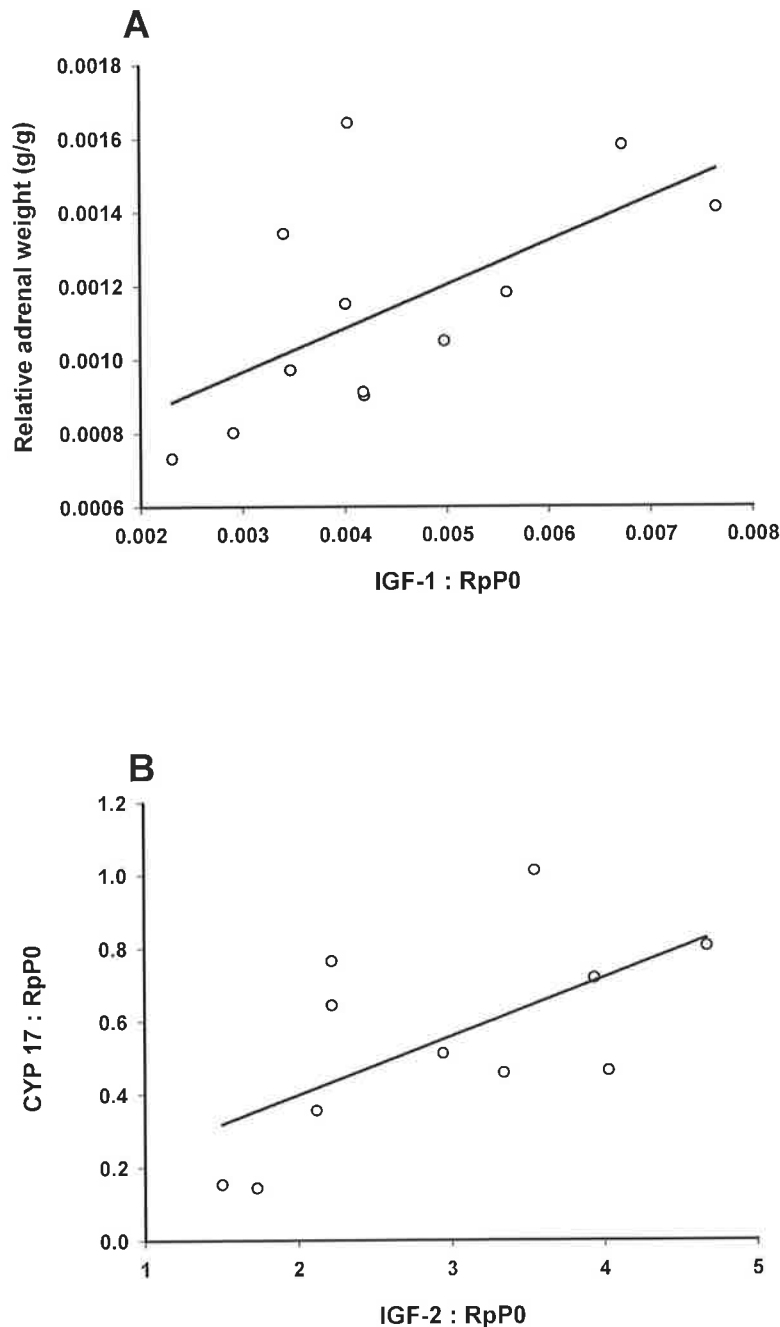 A
0.0018
0.0016
0.0014
0.0012
0.0010
0.0008
0.0006
Relative adrenal weight (g/g)
0.002 0.003 0.004 0.005 0.006 0.007 0.008
IGF-1 : RpP0
B
1.2
1.0
0.8
0.6
0.4
0.2
0.0
CYP 17 : RpP0
1 2 3 4 5
IGF-2 : RpP0